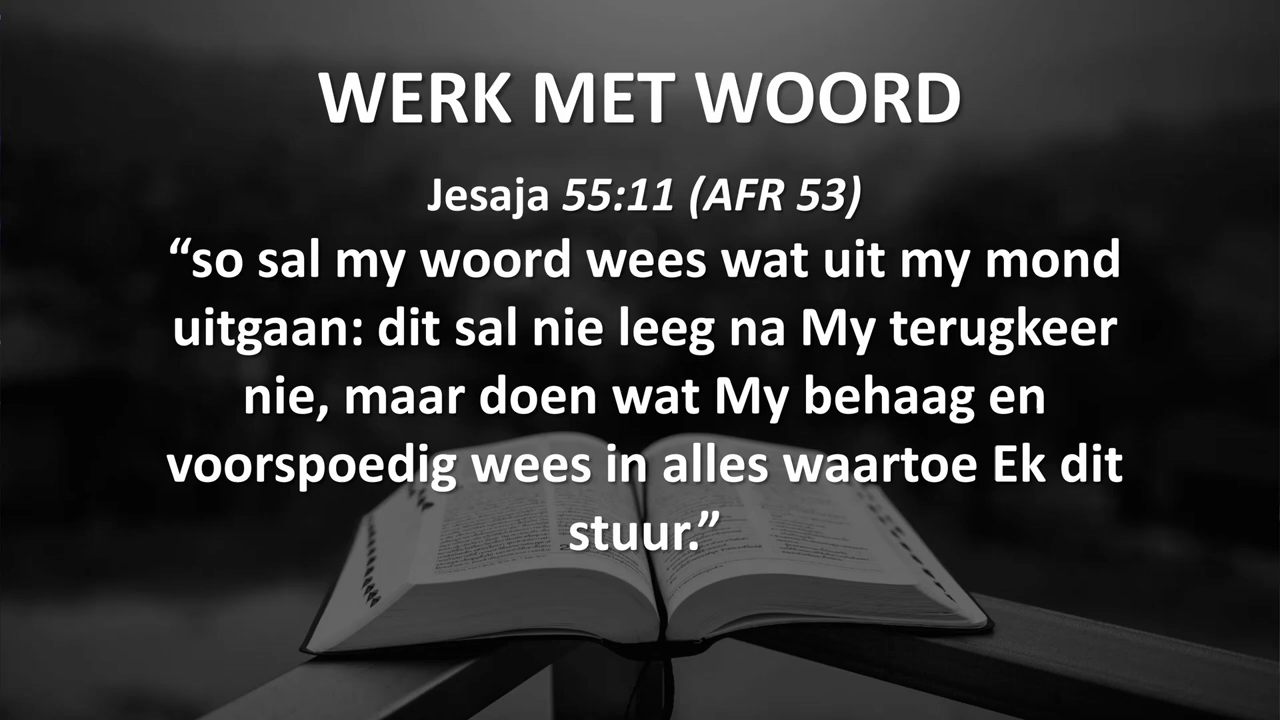 WERK MET WOORD
Jesaja 55:11 (AFR 53)
“so sal my woord wees wat uit my mond
uitgaan: dit sal nie leeg na My terugkeer
nie, maar doen wat My behaag en
voorspoedig wees in alles waartoe Ek dit
stuur.”